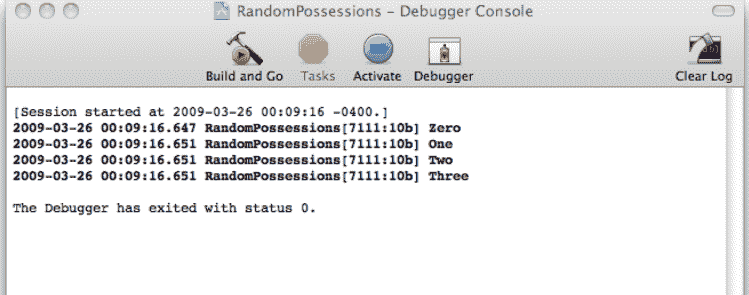 RandomPossessions – Debugger Console
Build and Go Tasks Activate Debugger Clear Log
[Session started at 2009-03-26 00:09:16 -0400.]
2009-03-26 00:09:16.647 RandomPossessions[7111:10b] Zero
2009-03-26 00:09:16.651 RandomPossessions[7111:10b] One
2009-03-26 00:09:16.651 RandomPossessions[7111:10b] Two
2009-03-26 00:09:16.651 RandomPossessions[7111:10b] Three
The Debugger has exited with status 0.